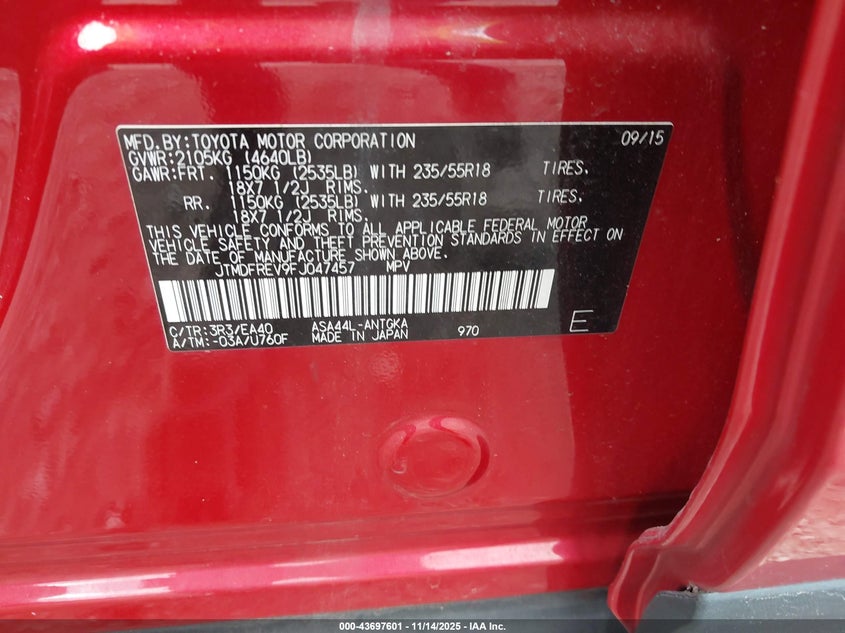 MFD.BY:TOYOTA MOTOR CORPORATION 09/15
GVWR:2105KG (4640LB)
GAWR:FRT. 1150KG (2535LB) WITH 235/55R18 TIRES.
18X7 1/2J RIMS.
RR. 1150KG (2535LB) WITH 235/55R18 TIRES.
18X7 1/2J RIMS.
THIS VEHICLE CONFORMS TO ALL APPLICABLE FEDERAL MOTOR
VEHICLE SAFETY AND THEFT PREVENTION STANDARDS IN EFFECT ON
THE DATE OF MANUFACTURE SHOWN ABOVE.
JTMDFREV9FJ047457 MPV
C/TR:3R3/EA40 ASA44L-ANTGKA 970 E
A/TM:-03A/U760F MADE IN JAPAN
000-43697601 - 11/14/2025 - IAA Inc.